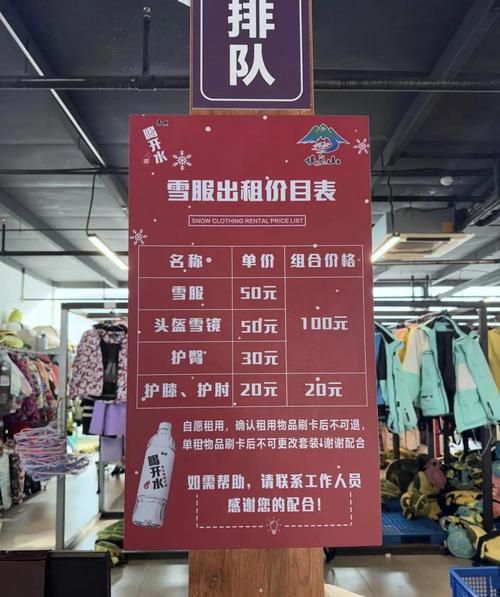 排
队
喝开水
雪服出租价目表
SNOW CLOTHING RENTAL PRICE LIST
名称 单价 组合价格
雪服 50元
头盔雪镜 50元 100元
护臀 30元
护膝、护肘 20元 20元
自愿租用，确认租用物品刷卡后不可退，
单租物品刷卡后不可更改套装↓谢谢配合
如需帮助，请联系工作人员
感谢您的配合！
喝开水